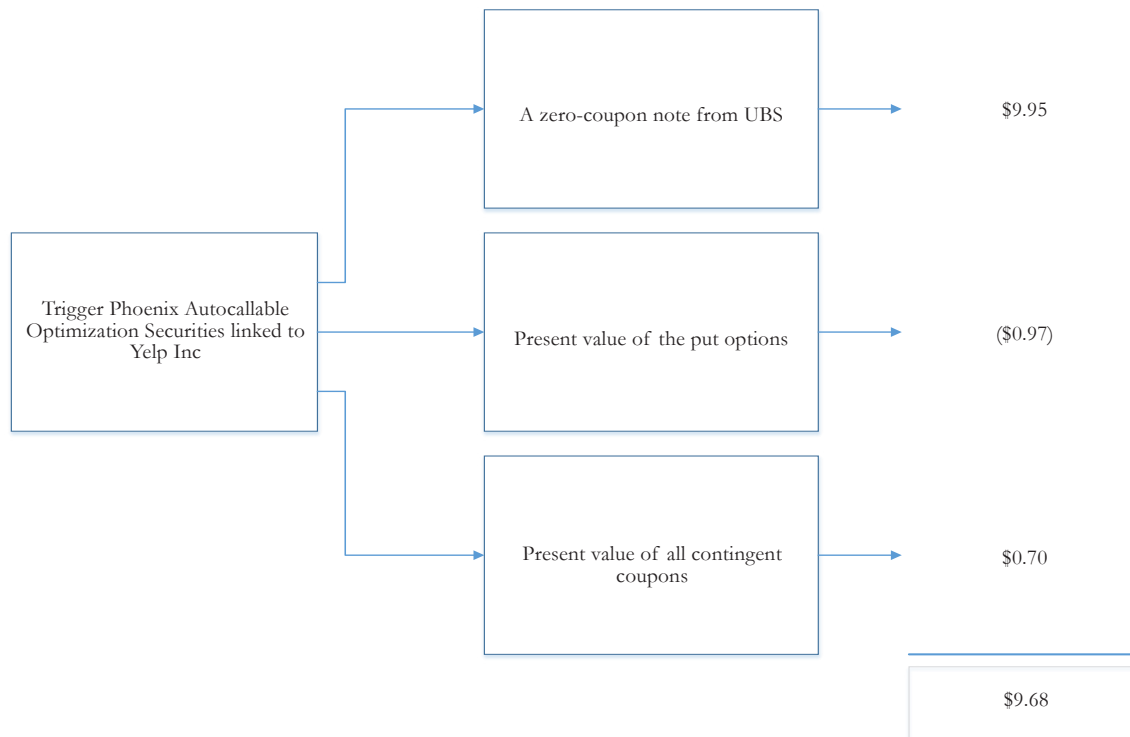 A zero-coupon note from UBS
$9.95
Trigger Phoenix Autocallable
Optimization Securities linked to
Yelp Inc
Present value of the put options
($0.97)
Present value of all contingent
coupons
$0.70
$9.68